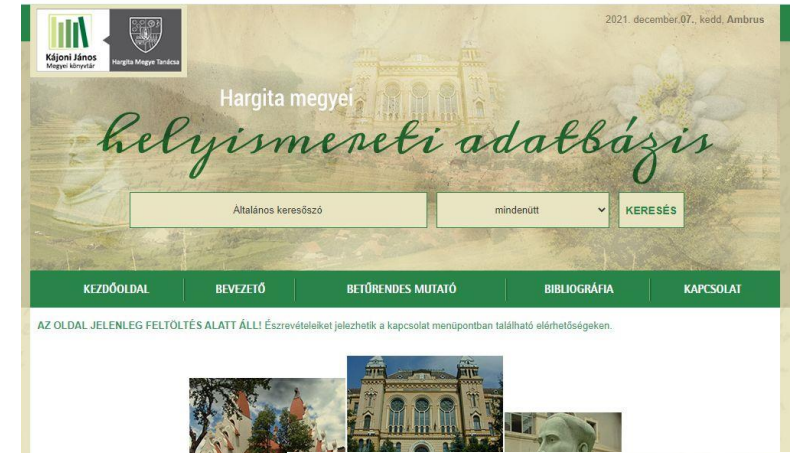 2021. december.07., kedd, Ambrus
Kájoni János
Megyei könyvtár
Hargita Megye Tanácsa
Hargita megyei
helyismereti adatbázis
Általános keresőszó
mindenütt
KERESÉS
KEZDŐOLDAL BEVEZETŐ BETŰRENDES MUTATÓ BIBLIOGRÁFIA KAPCSOLAT
AZ OLDAL JELENLEG FELTÖLTÉS ALATT ÁLL! Észrevételeiket jelezhetik a kapcsolat menüpontban található elérhetőségeken.